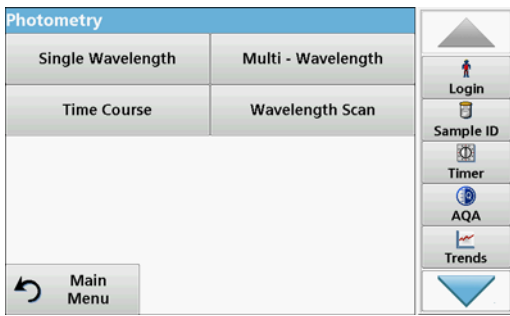 Photometry
Single Wavelength
Multi - Wavelength
Time Course
Wavelength Scan
Main
Menu
Login
Sample ID
Timer
AQA
Trends